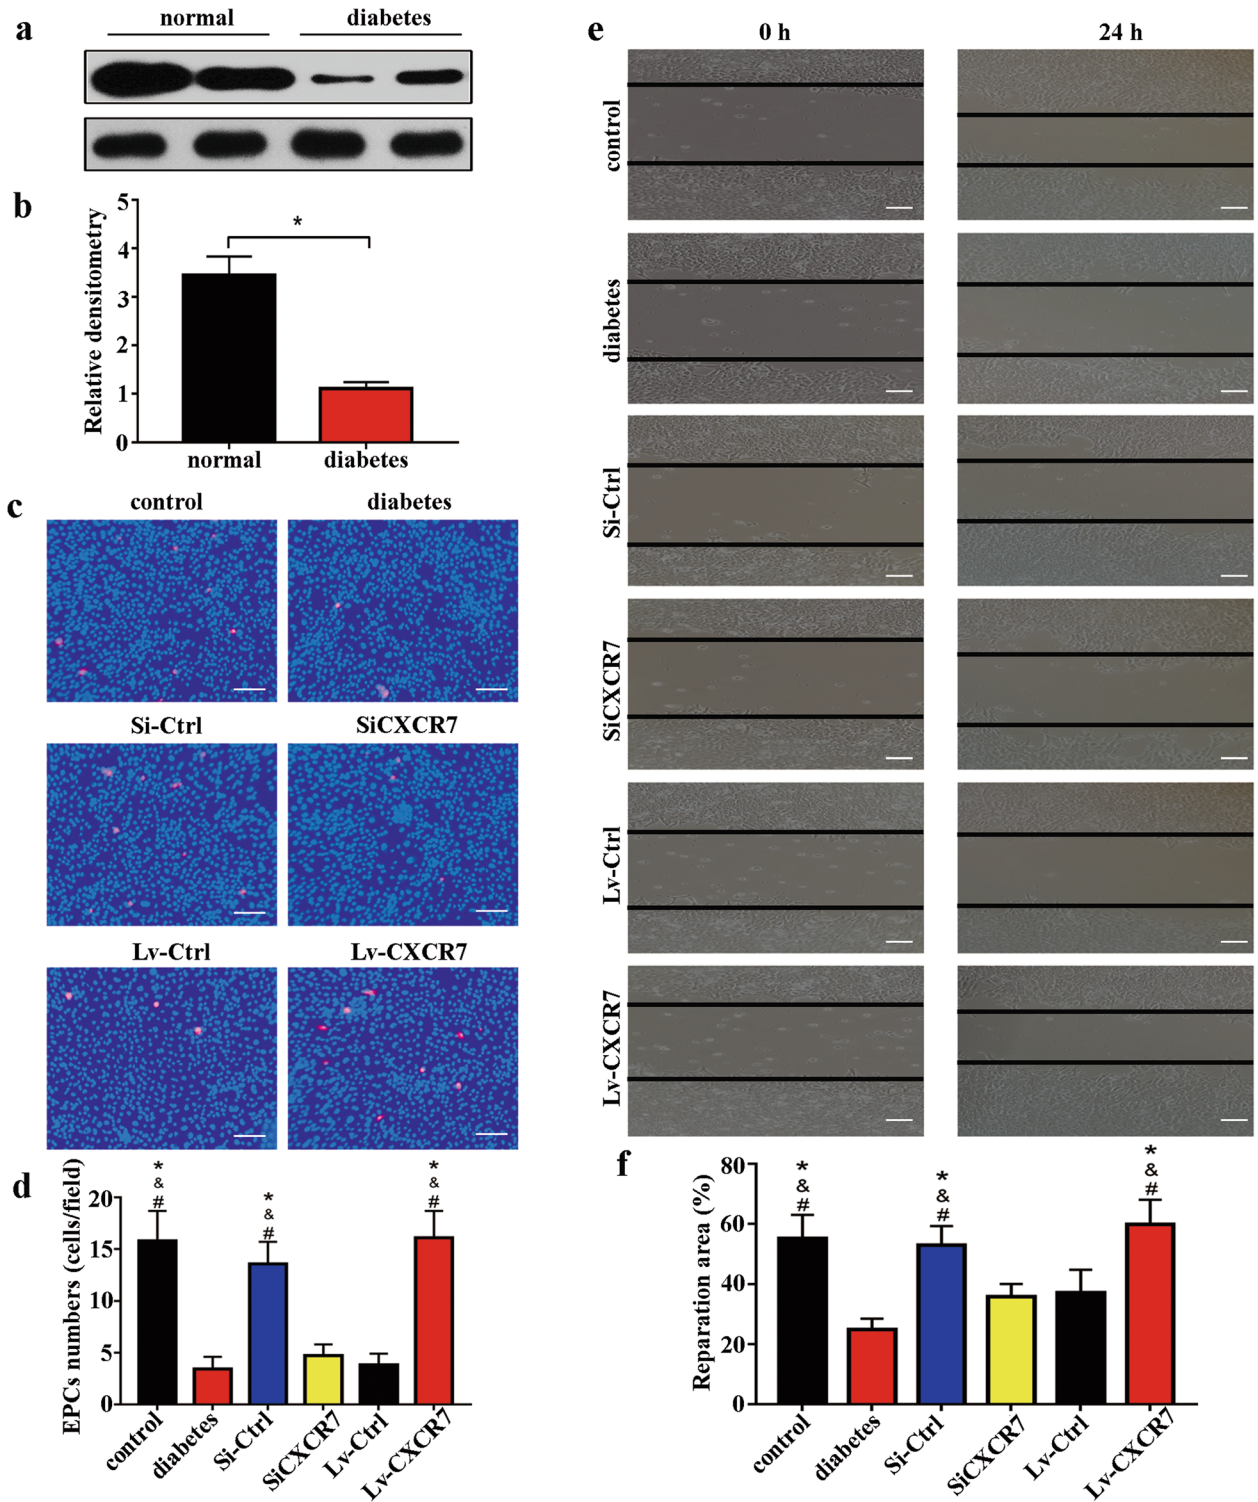 a
normal diabetes
b
Relative densitometry
5
4
3
2
1
0
*
normal diabetes
c
control diabetes
Si-Ctrl SiCXCR7
Lv-Ctrl Lv-CXCR7
d
EPCs numbers (cells/field)
20
15
10
5
0
*
&
#
*
&
#
*
&
#
control diabetes Si-Ctrl SiCXCR7 Lv-Ctrl Lv-CXCR7
e
0 h 24 h
control
diabetes
Si-Ctrl
SiCXCR7
Lv-Ctrl
Lv-CXCR7
f
Reparation area (%)
80
60
40
20
0
*
&
#
*
&
#
*
&
#
control diabetes Si-Ctrl SiCXCR7 Lv-Ctrl Lv-CXCR7